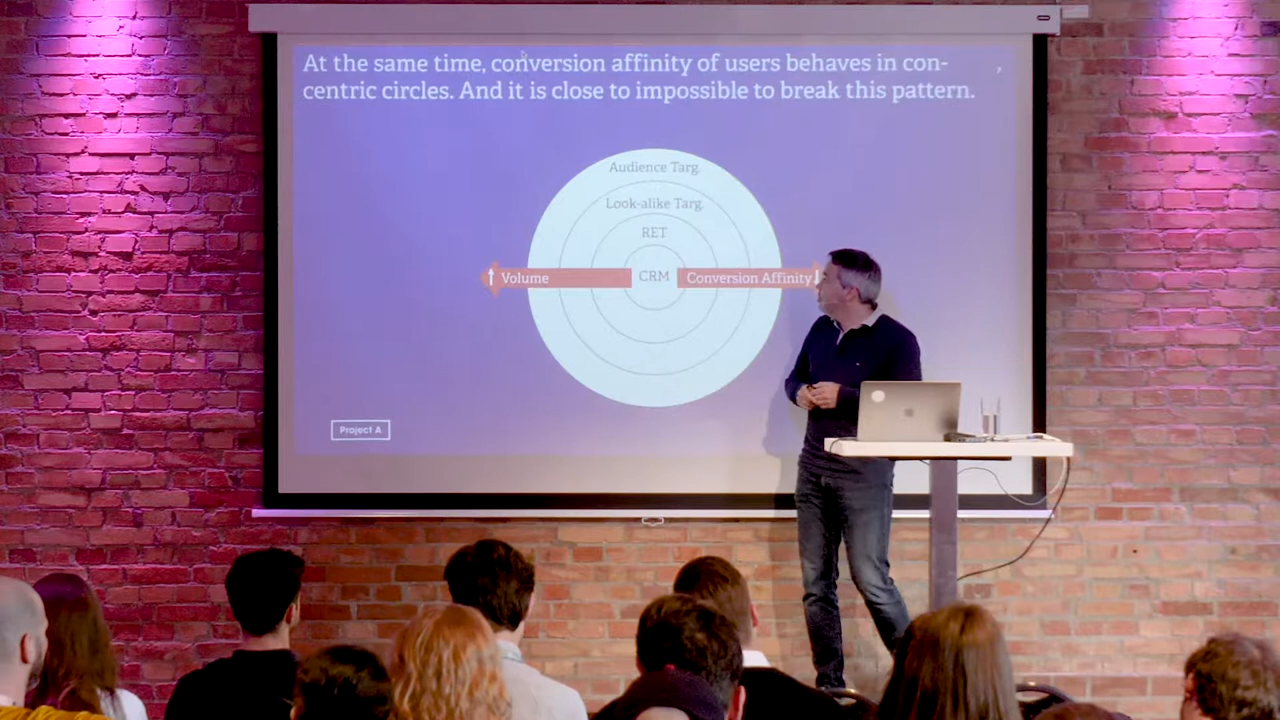 At the same time, conversion affinity of users behaves in con-
centric circles. And it is close to impossible to break this pattern.
Audience Targ.
Look-alike Targ.
RET
Volume
CRM
Conversion Affinity
Project A